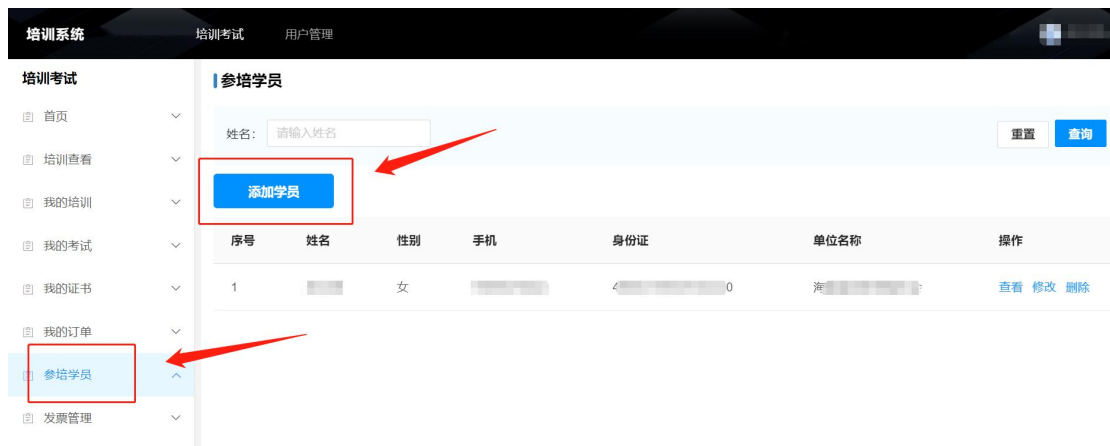 培训系统 培训考试 用户管理
培训考试
参培学员
首页
姓名： 请输入姓名 重置 查询
培训查看
添加学员
我的培训
序号 姓名 性别 手机 身份证 单位名称 操作
我的考试
我的证书
1 女 4 0 海 查看 修改 删除
我的订单
参培学员
发票管理